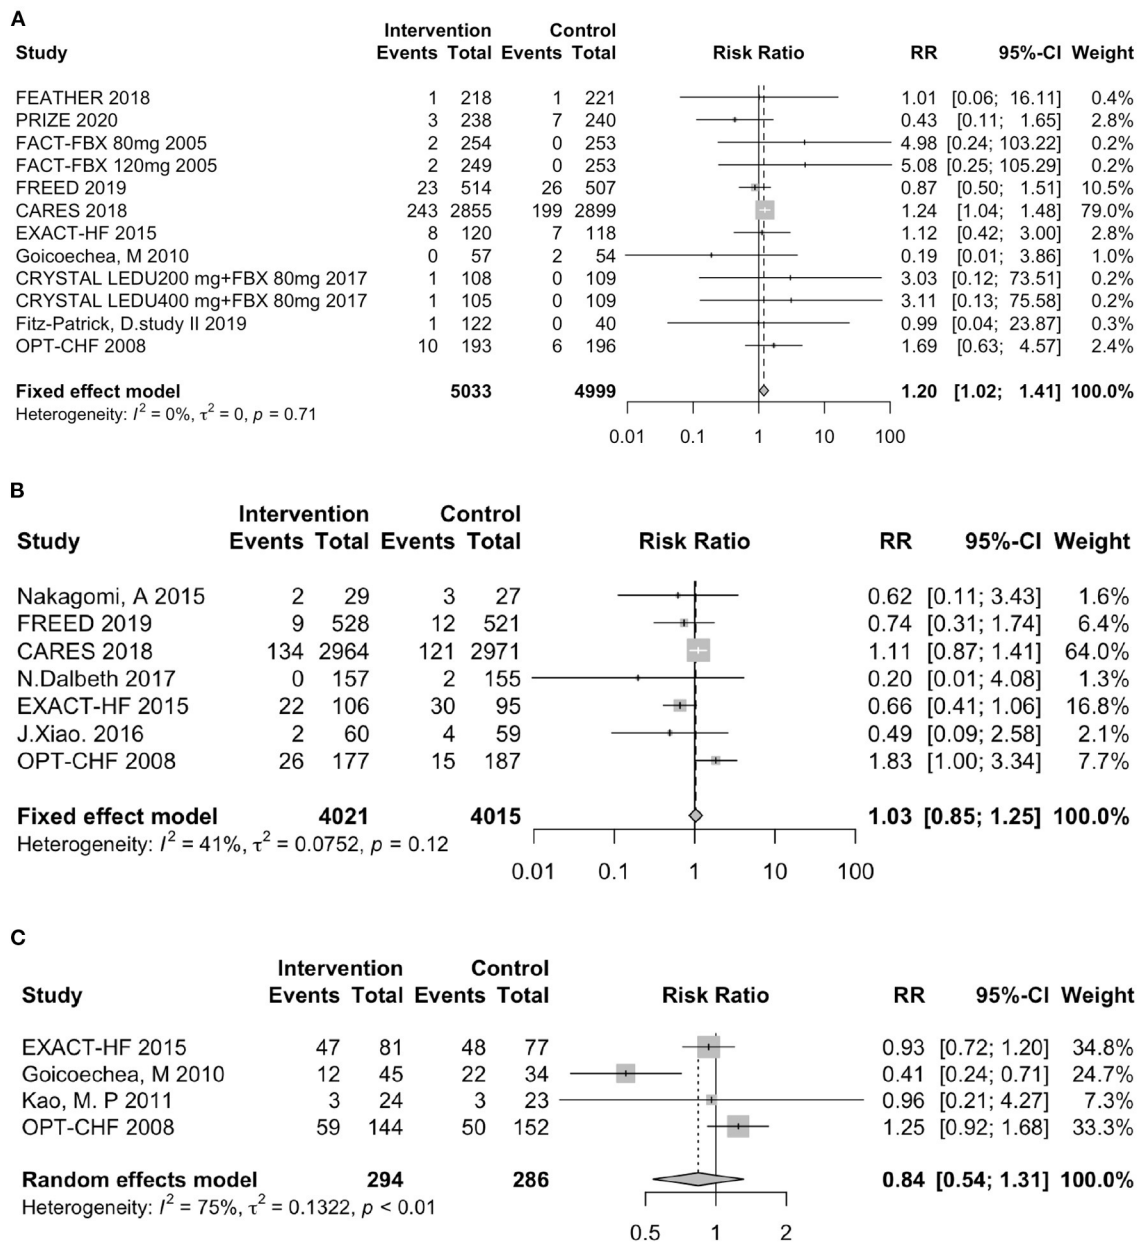 A
Intervention Control
Study Events Total Events Total Risk Ratio RR 95%-CI Weight
FEATHER 2018 1 218 1 221 1.01 [0.06; 16.11] 0.4%
PRIZE 2020 3 238 7 240 0.43 [0.11; 1.65] 2.8%
FACT-FBX 80mg 2005 2 254 0 253 4.98 [0.24; 103.22] 0.2%
FACT-FBX 120mg 2005 2 249 0 253 5.08 [0.25; 105.29] 0.2%
FREED 2019 23 514 26 507 0.87 [0.50; 1.51] 10.5%
CARES 2018 243 2855 199 2899 1.24 [1.04; 1.48] 79.0%
EXACT-HF 2015 8 120 7 118 1.12 [0.42; 3.00] 2.8%
Goicoechea, M 2010 0 57 2 54 0.19 [0.01; 3.86] 1.0%
CRYSTAL LEDU200 mg+FBX 80mg 2017 1 108 0 109 3.03 [0.12; 73.51] 0.2%
CRYSTAL LEDU400 mg+FBX 80mg 2017 1 105 0 109 3.11 [0.13; 75.58] 0.2%
Fitz-Patrick, D.study II 2019 1 122 0 40 0.99 [0.04; 23.87] 0.3%
OPT-CHF 2008 10 193 6 196 1.69 [0.63; 4.57] 2.4%
Fixed effect model 5033 4999 1.20 [1.02; 1.41] 100.0%
Heterogeneity: I² = 0%, τ² = 0, p = 0.71
0.01 0.1 1 10 100
B
Intervention Control
Study Events Total Events Total Risk Ratio RR 95%-CI Weight
Nakagomi, A 2015 2 29 3 27 0.62 [0.11; 3.43] 1.6%
FREED 2019 9 528 12 521 0.74 [0.31; 1.74] 6.4%
CARES 2018 134 2964 121 2971 1.11 [0.87; 1.41] 64.0%
N.Dalbeth 2017 0 157 2 155 0.20 [0.01; 4.08] 1.3%
EXACT-HF 2015 22 106 30 95 0.66 [0.41; 1.06] 16.8%
J.Xiao. 2016 2 60 4 59 0.49 [0.09; 2.58] 2.1%
OPT-CHF 2008 26 177 15 187 1.83 [1.00; 3.34] 7.7%
Fixed effect model 4021 4015 1.03 [0.85; 1.25] 100.0%
Heterogeneity: I² = 41%, τ² = 0.0752, p = 0.12
0.01 0.1 1 10 100
C
Intervention Control
Study Events Total Events Total Risk Ratio RR 95%-CI Weight
EXACT-HF 2015 47 81 48 77 0.93 [0.72; 1.20] 34.8%
Goicoechea, M 2010 12 45 22 34 0.41 [0.24; 0.71] 24.7%
Kao, M. P 2011 3 24 3 23 0.96 [0.21; 4.27] 7.3%
OPT-CHF 2008 59 144 50 152 1.25 [0.92; 1.68] 33.3%
Random effects model 294 286 0.84 [0.54; 1.31] 100.0%
Heterogeneity: I² = 75%, τ² = 0.1322, p < 0.01
0.5 1 2